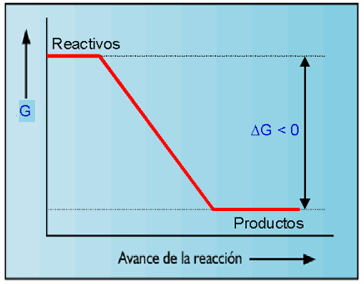 Reactivos
G
ΔG < 0
Productos
Avance de la reacción